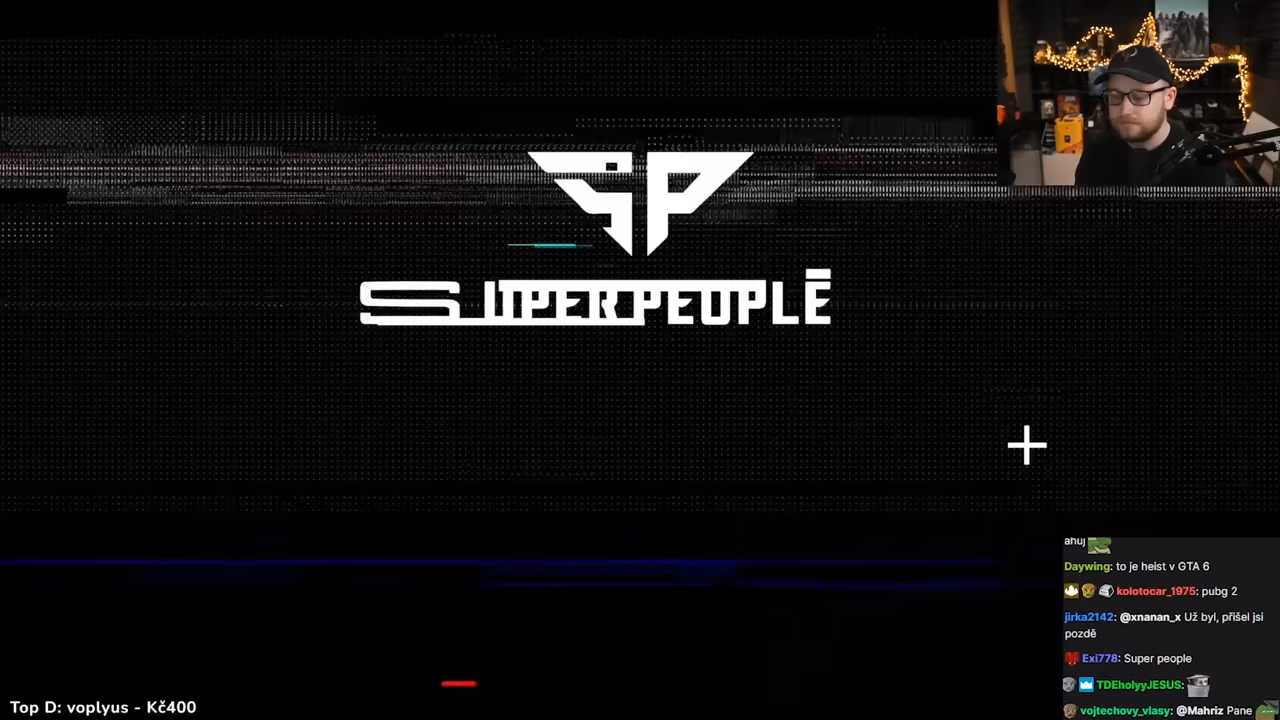 SP
SUPERPEOPLE
ahuj
Daywing: to je heist v GTA 6
kolotocar_1975: pubg 2
jirka2142: @xnanan_x Už byl, přišel jsi
pozdě
Exi778: Super people
TDEholyyJESUS:
vojtechovy_vlasy: @Mahriz Pane
Top D: voplyus - Kč400